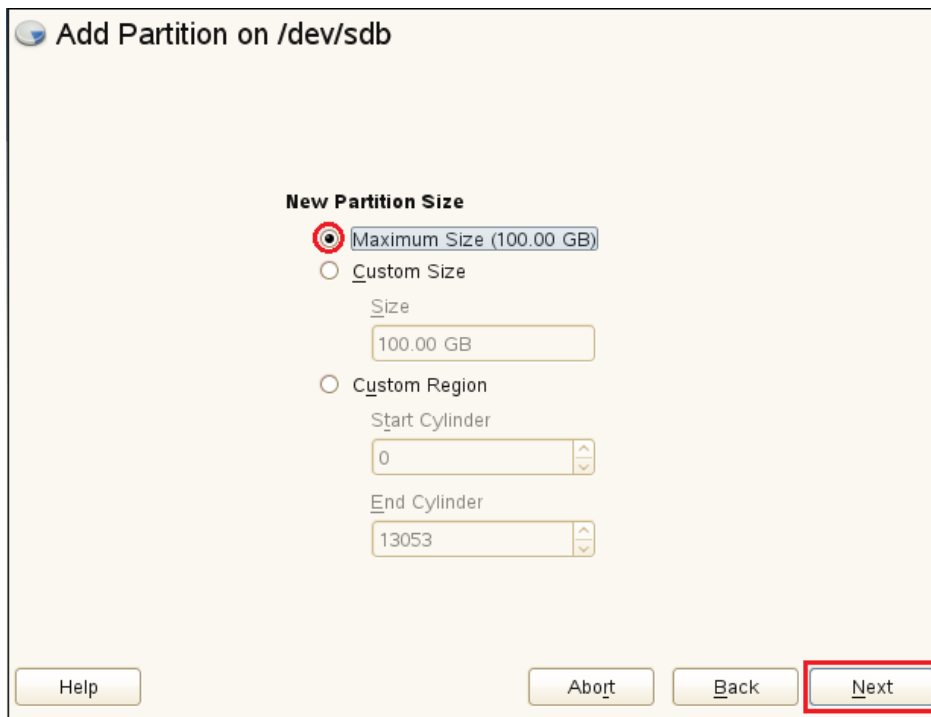 Add Partition on /dev/sdb
New Partition Size
Maximum Size (100.00 GB)
Custom Size
Size
100.00 GB
Custom Region
Start Cylinder
0
End Cylinder
13053
Help Abort Back Next